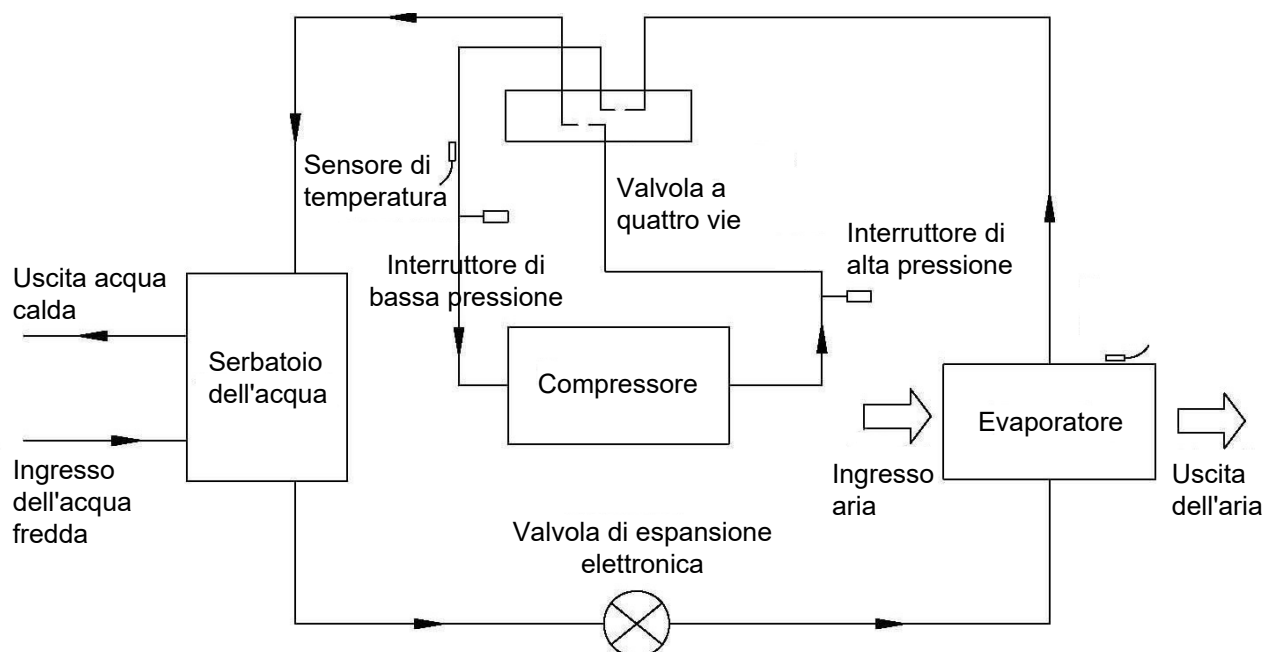 Sensore di
temperatura
Valvola a
quattro vie
Interruttore di
alta pressione
Interruttore di
bassa pressione
Uscita acqua
calda
Serbatoio
dell'acqua
Compressore
Evaporatore
Ingresso
dell'acqua
fredda
Ingresso
aria
Uscita
dell'aria
Valvola di espansione
elettronica